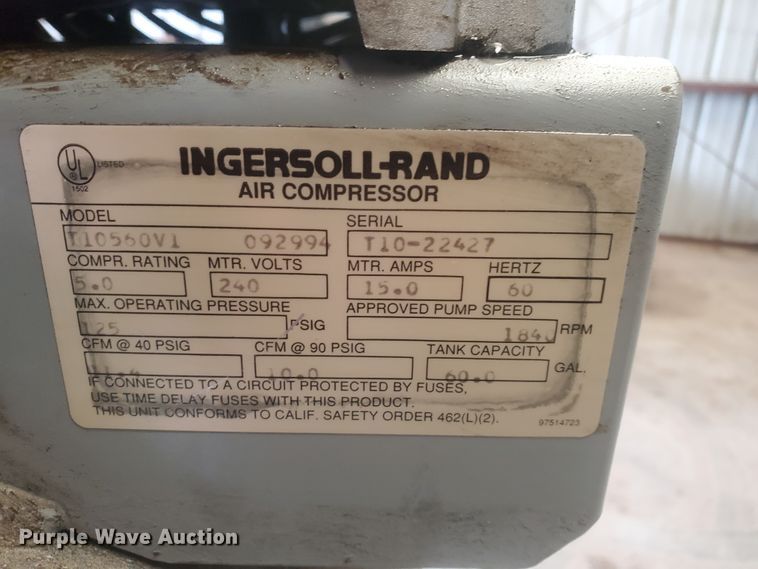 UL
®
LISTED
1502
INGERSOLL-RAND
AIR COMPRESSOR
MODEL SERIAL
T10560V1 092994 T10-22427
COMPR. RATING MTR. VOLTS MTR. AMPS HERTZ
5.0 240 15.0 60
MAX. OPERATING PRESSURE APPROVED PUMP SPEED
125 PSIG 1840 RPM
CFM @ 40 PSIG CFM @ 90 PSIG TANK CAPACITY
10.0 60.0 GAL.
IF CONNECTED TO A CIRCUIT PROTECTED BY FUSES,
USE TIME DELAY FUSES WITH THIS PRODUCT.
THIS UNIT CONFORMS TO CALIF. SAFETY ORDER 462(L)(2).
97514723
Purple Wave Auction